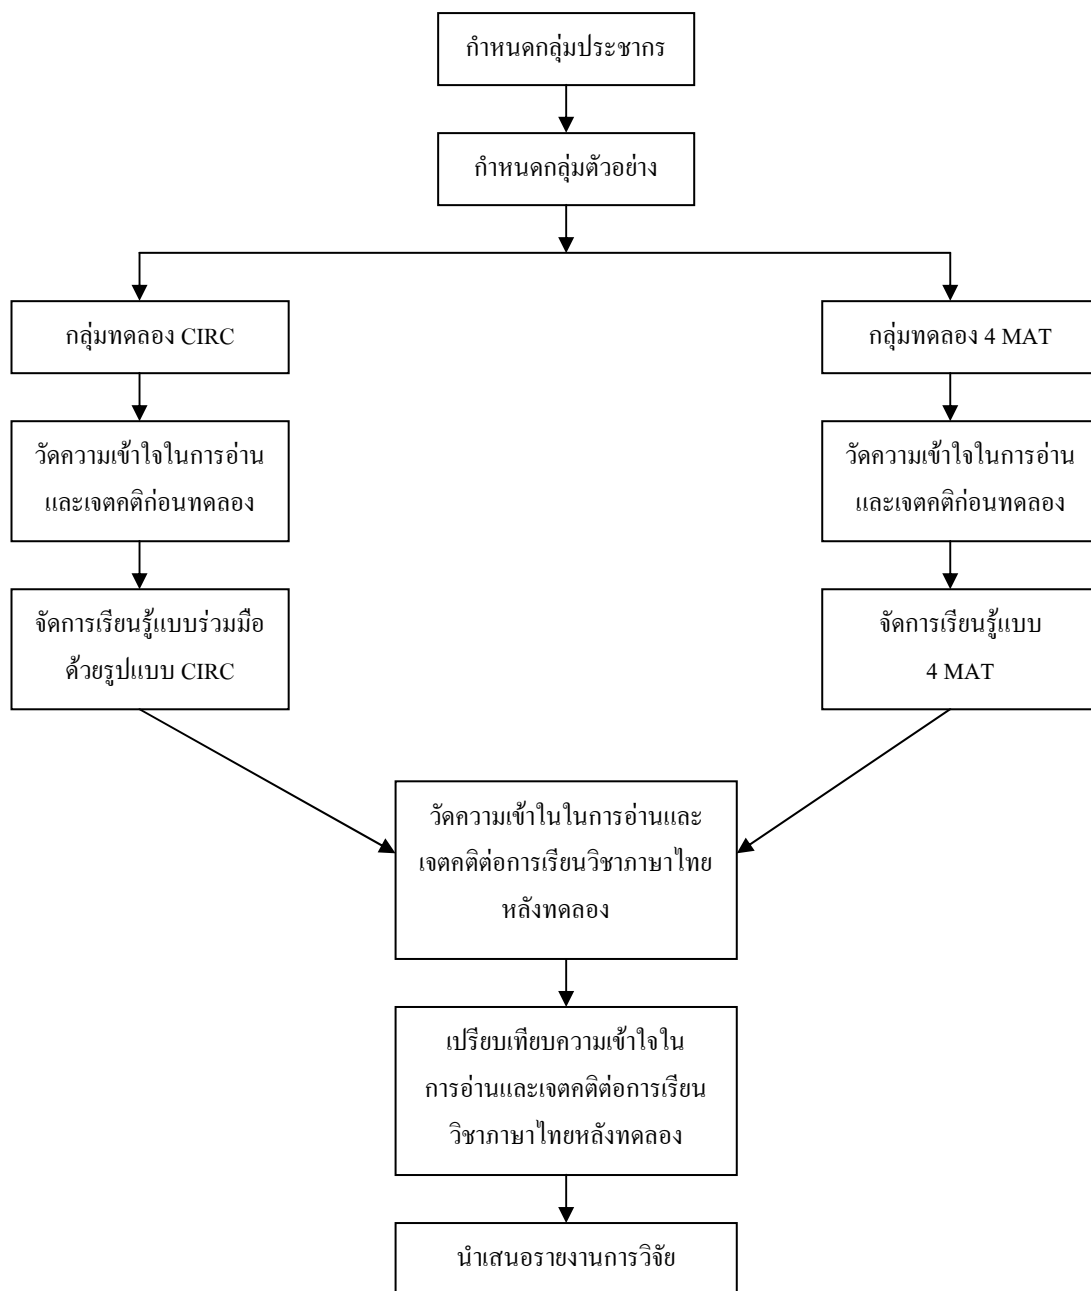 กำหนดกลุ่มประชากร
กำหนดกลุ่มตัวอย่าง
กลุ่มทดลอง CIRC
กลุ่มทดลอง 4 MAT
วัดความเข้าใจในการอ่าน
และเจตคติก่อนทดลอง
วัดความเข้าใจในการอ่าน
และเจตคติก่อนทดลอง
จัดการเรียนรู้แบบร่วมมือ
ด้วยรูปแบบ CIRC
จัดการเรียนรู้แบบ
4 MAT
วัดความเข้าในในการอ่านและ
เจตคติต่อการเรียนวิชาภาษาไทย
หลังทดลอง
เปรียบเทียบความเข้าใจใน
การอ่านและเจตคติต่อการเรียน
วิชาภาษาไทยหลังทดลอง
นำเสนอรายงานการวิจัย